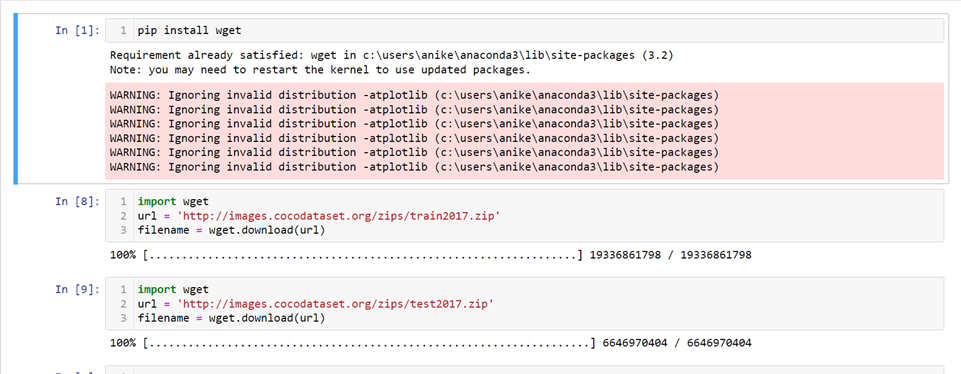 In [1]: 1 pip install wget
Requirement already satisfied: wget in c:\users\anike\anaconda3\lib\site-packages (3.2)
Note: you may need to restart the kernel to use updated packages.
WARNING: Ignoring invalid distribution -atplotlib (c:\users\anike\anaconda3\lib\site-packages)
WARNING: Ignoring invalid distribution -atplotlib (c:\users\anike\anaconda3\lib\site-packages)
WARNING: Ignoring invalid distribution -atplotlib (c:\users\anike\anaconda3\lib\site-packages)
WARNING: Ignoring invalid distribution -atplotlib (c:\users\anike\anaconda3\lib\site-packages)
WARNING: Ignoring invalid distribution -atplotlib (c:\users\anike\anaconda3\lib\site-packages)
WARNING: Ignoring invalid distribution -atplotlib (c:\users\anike\anaconda3\lib\site-packages)
In [8]: 1 import wget
2 url = 'http://images.cocodataset.org/zips/train2017.zip'
3 filename = wget.download(url)
100% [..................................................................] 19336861798 / 19336861798
In [9]: 1 import wget
2 url = 'http://images.cocodataset.org/zips/test2017.zip'
3 filename = wget.download(url)
100% [....................................................................] 6646970404 / 6646970404